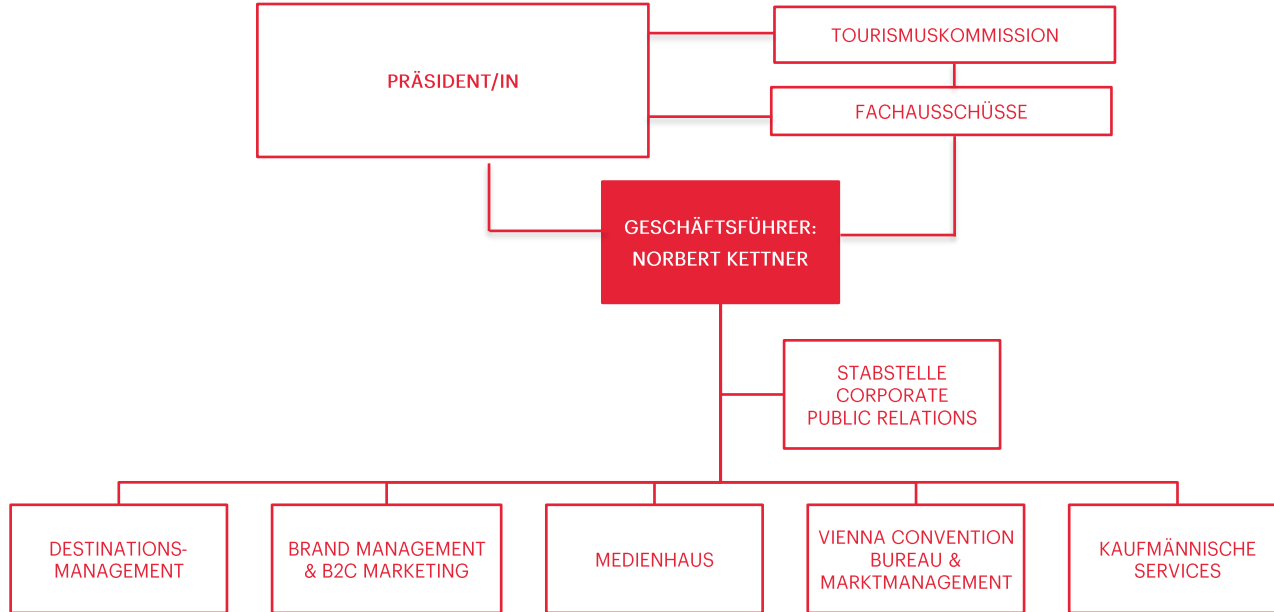 PRÄSIDENT/IN
TOURISMUSKOMMISSION
FACHAUSSCHÜSSE
GESCHÄFTSFÜHRER:
NORBERT KETTNER
STABSTELLE
CORPORATE
PUBLIC RELATIONS
DESTINATIONS-
MANAGEMENT
BRAND MANAGEMENT
& B2C MARKETING
MEDIENHAUS
VIENNA CONVENTION
BUREAU &
MARKTMANAGEMENT
KAUFMÄNNISCHE
SERVICES